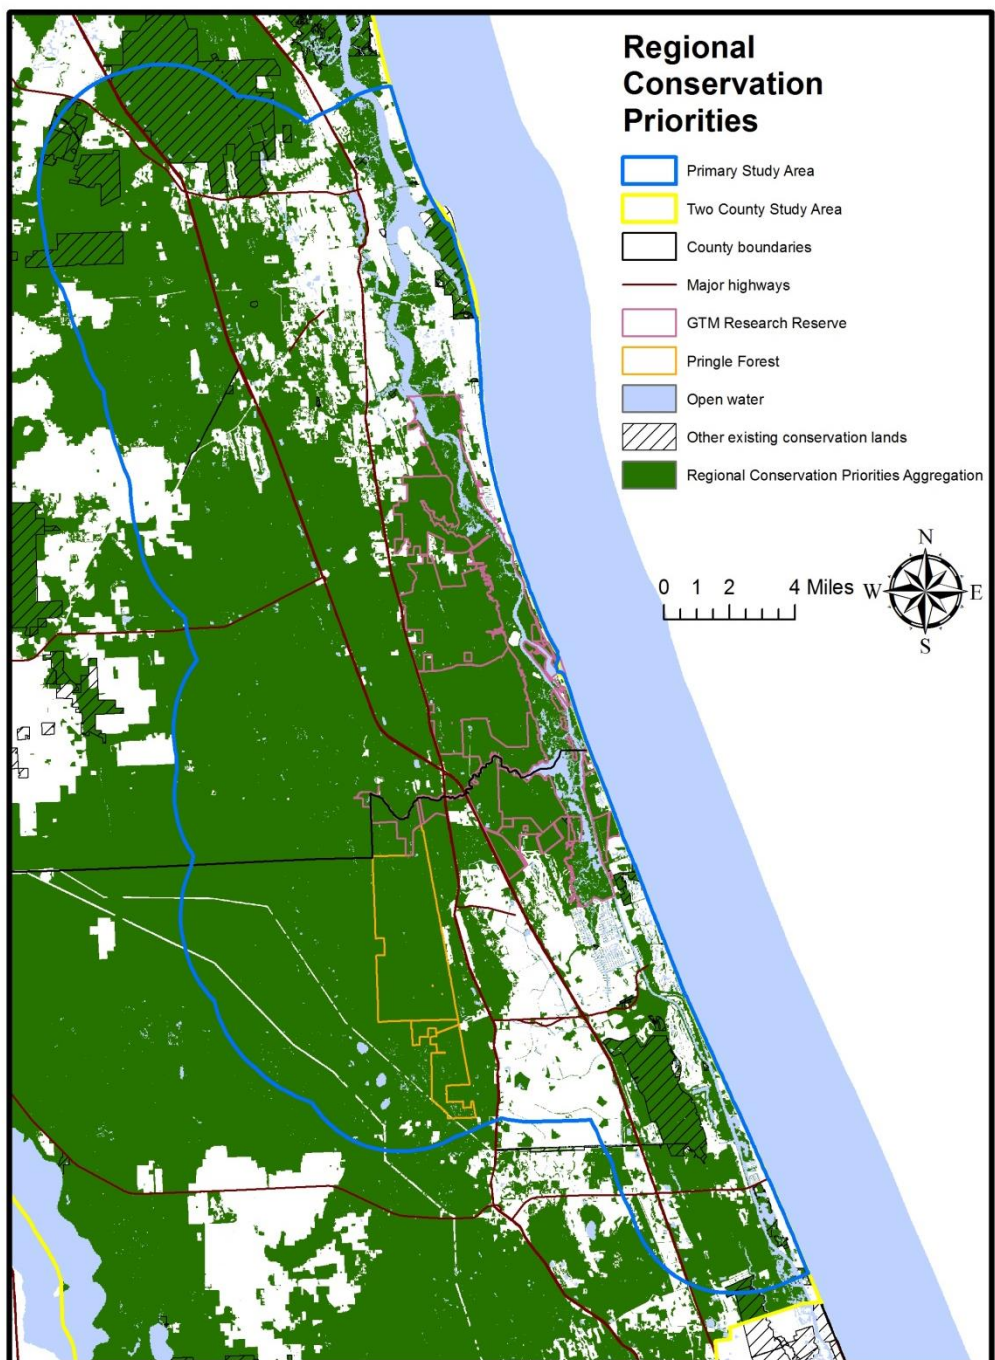 Regional
Conservation
Priorities
Primary Study Area
Two County Study Area
County boundaries
Major highways
GTM Research Reserve
Pringle Forest
Open water
Other existing conservation lands
Regional Conservation Priorities Aggregation
N
0 1 2 4 Miles W E
S